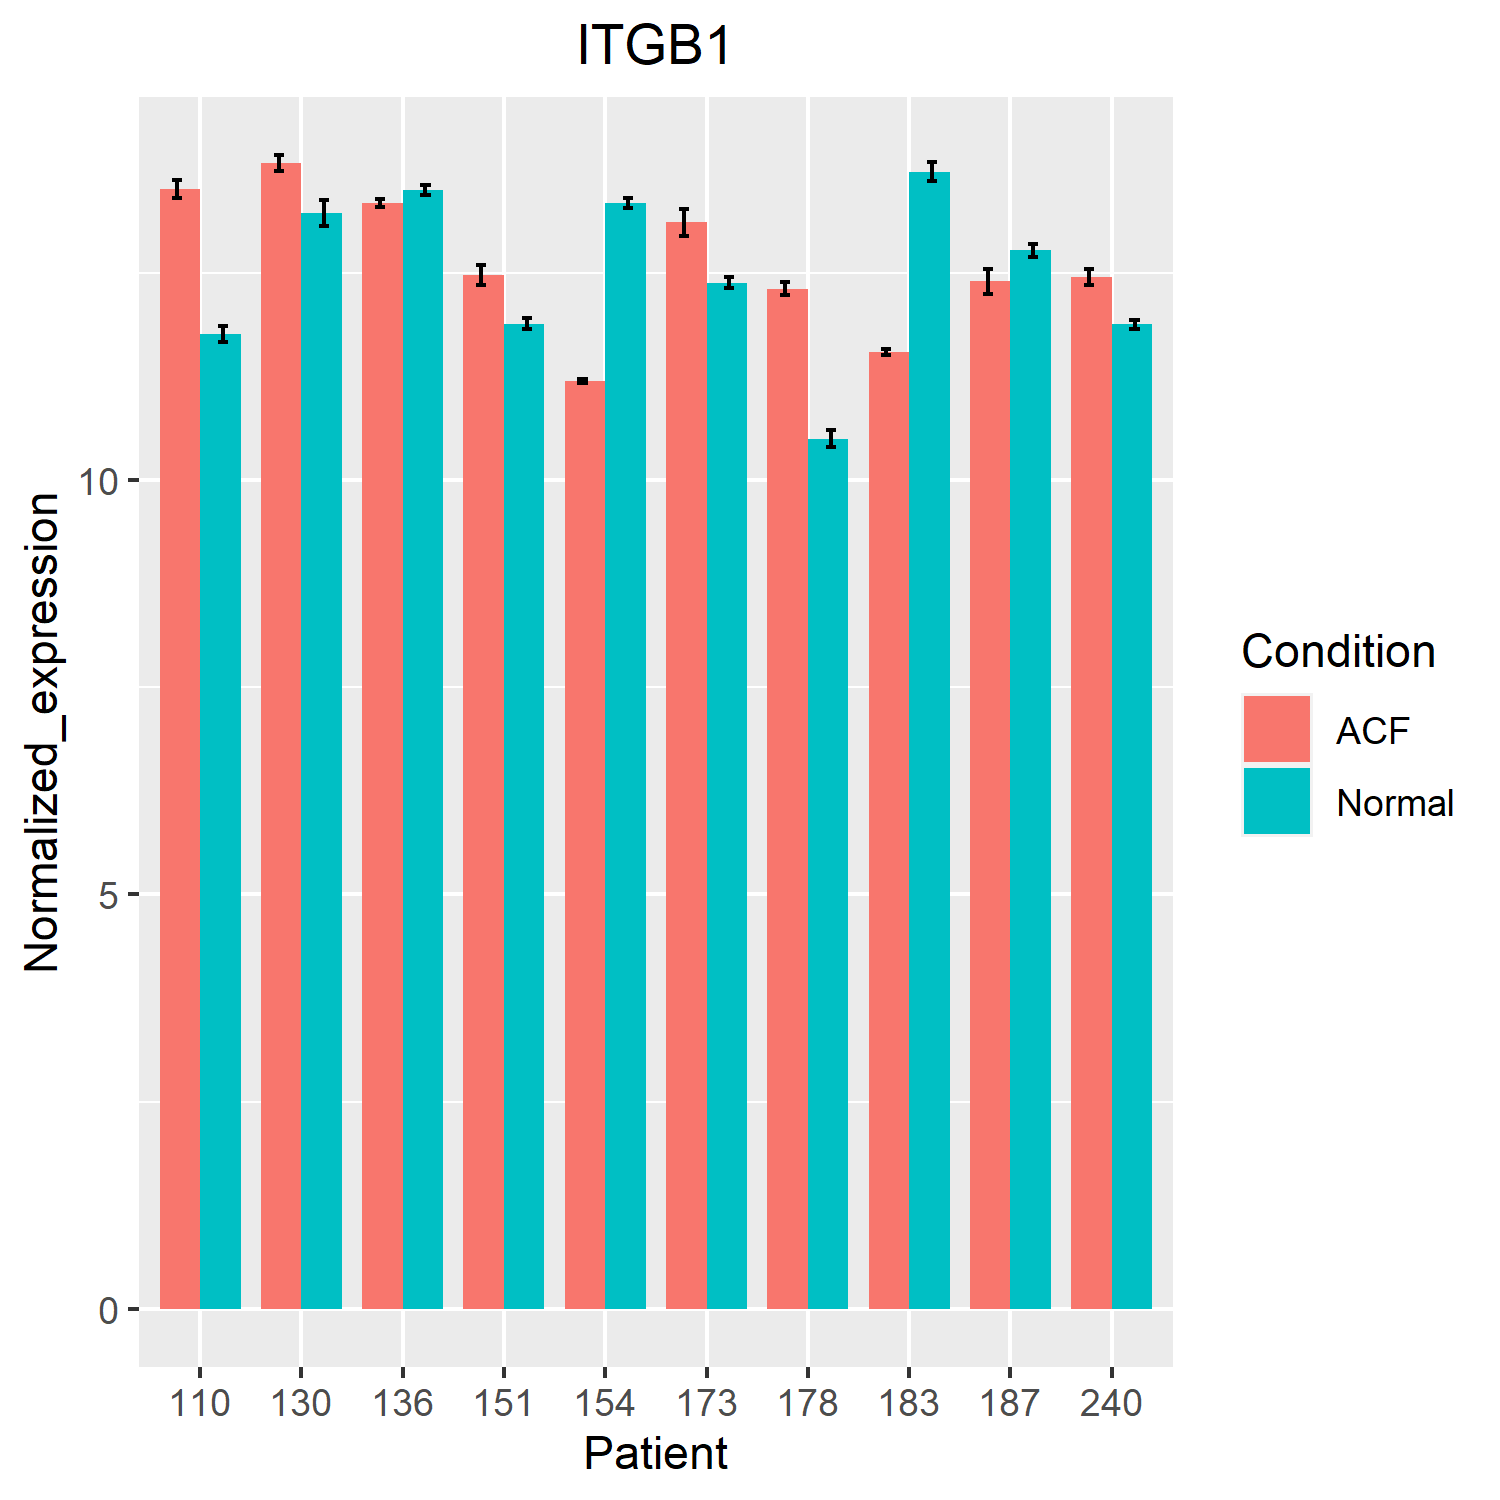 ITGB1
Normalized_expression
10
5
0
110 130 136 151 154 173 178 183 187 240
Patient
Condition
ACF
Normal